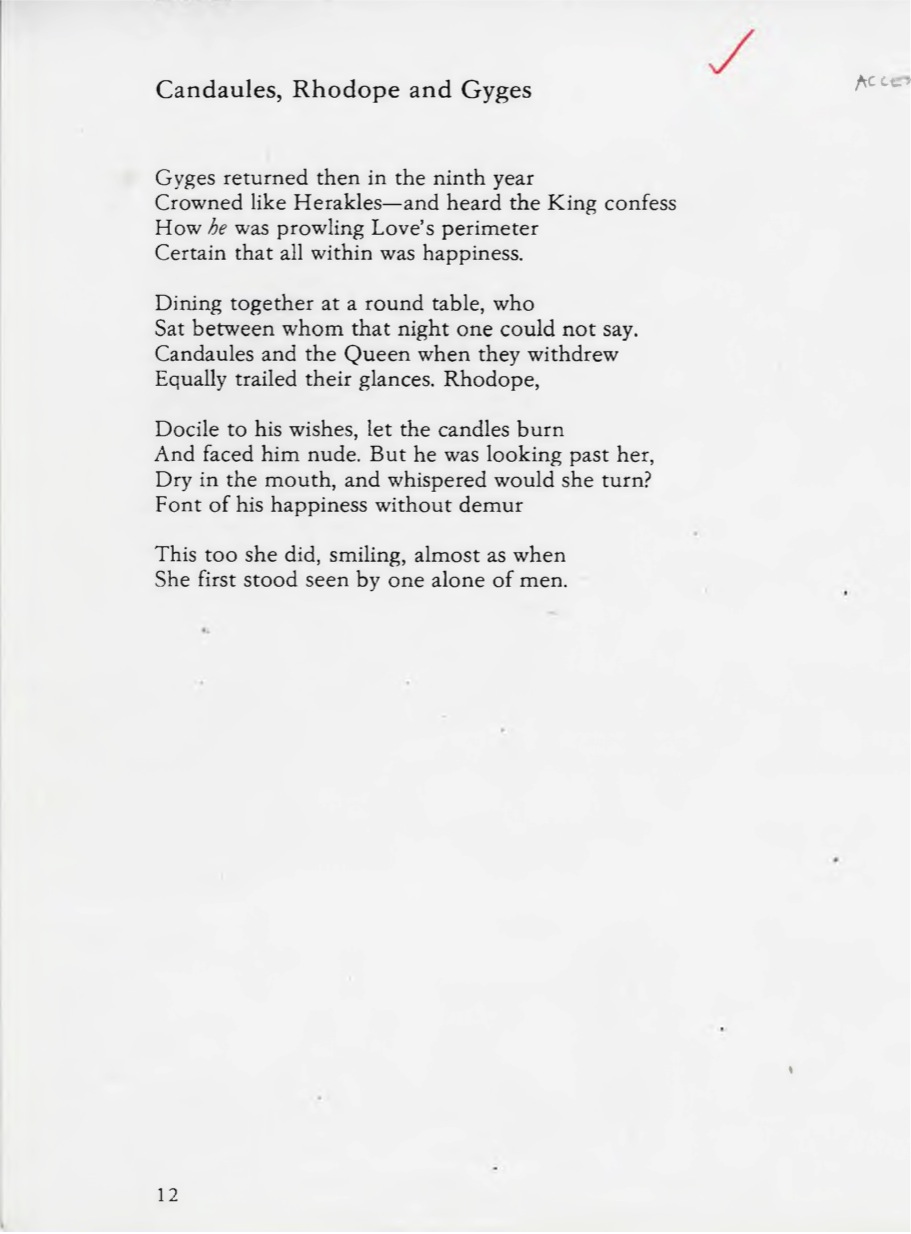 Candaules, Rhodope and Gyges
Gyges returned then in the ninth year
Crowned like Herakles—and heard the King confess
How he was prowling Love's perimeter
Certain that all within was happiness.
Dining together at a round table, who
Sat between whom that night one could not say.
Candaules and the Queen when they withdrew
Equally trailed their glances. Rhodope,
Docile to his wishes, let the candles burn
And faced him nude. But he was looking past her,
Dry in the mouth, and whispered would she turn?
Font of his happiness without demur
This too she did, smiling, almost as when
She first stood seen by one alone of men.
12